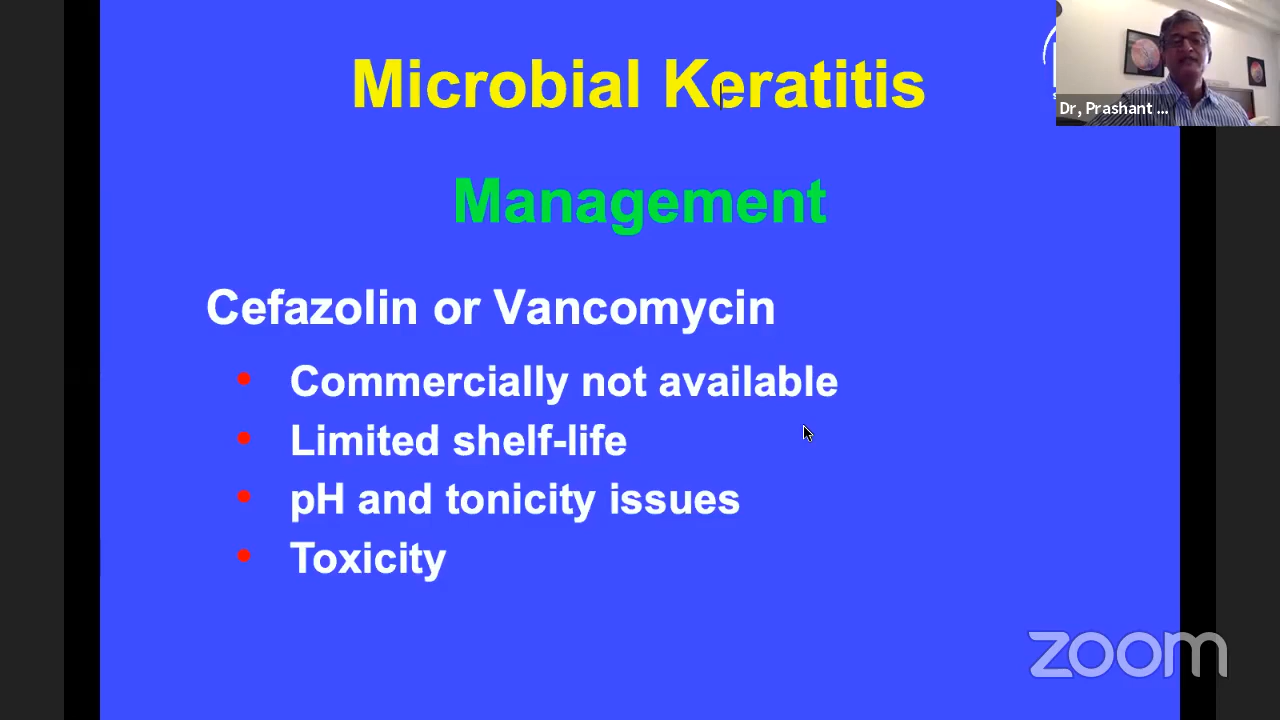 Microbial Keratitis
Dr, Prashant ...
Management
Cefazolin or Vancomycin
• Commercially not available
• Limited shelf-life
• pH and tonicity issues
• Toxicity
zoom